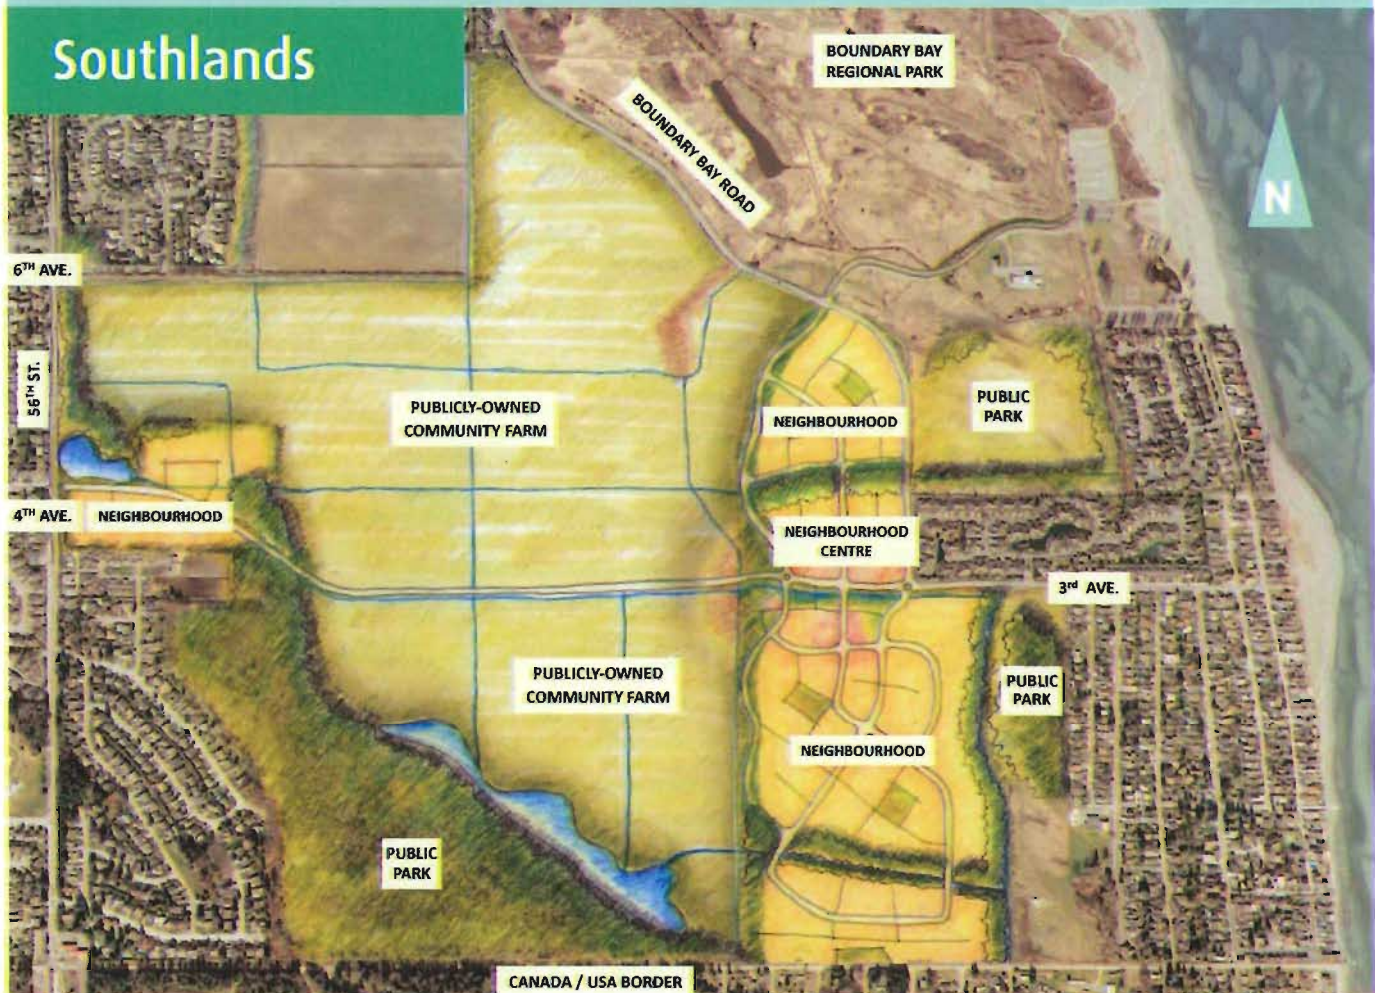 Southlands
BOUNDARY BAY
REGIONAL PARK
BOUNDARY BAY ROAD
N
6TH AVE.
56TH ST.
PUBLICLY-OWNED
COMMUNITY FARM
NEIGHBOURHOOD
PUBLIC
PARK
4TH AVE.
NEIGHBOURHOOD
NEIGHBOURHOOD
CENTRE
3rd AVE.
PUBLICLY-OWNED
COMMUNITY FARM
PUBLIC
PARK
NEIGHBOURHOOD
PUBLIC
PARK
CANADA / USA BORDER